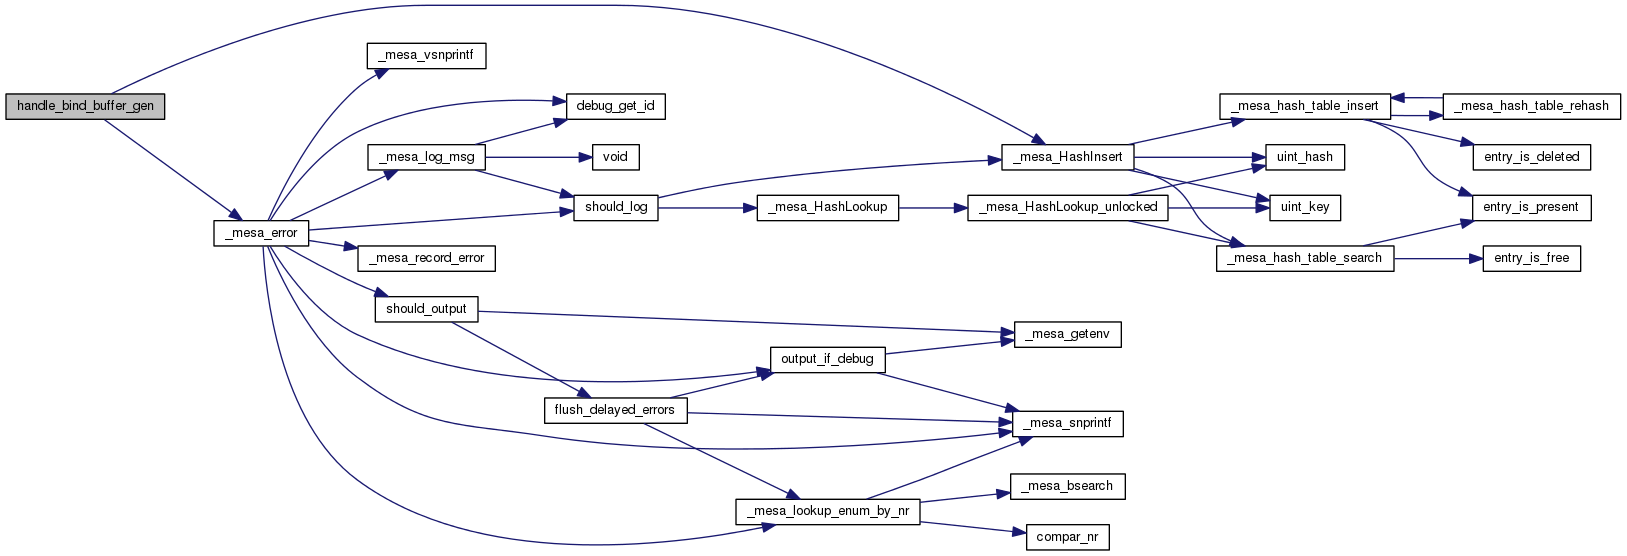 handle_bind_buffer_gen
_mesa_error
_mesa_vsnprintf
debug_get_id
_mesa_log_msg
void
should_log
_mesa_record_error
should_output
output_if_debug
flush_delayed_errors
_mesa_lookup_enum_by_nr
_mesa_HashLookup
_mesa_HashInsert
_mesa_HashLookup_unlocked
_mesa_getenv
_mesa_snprintf
_mesa_bsearch
compar_nr
_mesa_hash_table_insert
uint_hash
uint_key
_mesa_hash_table_search
_mesa_hash_table_rehash
entry_is_deleted
entry_is_present
entry_is_free